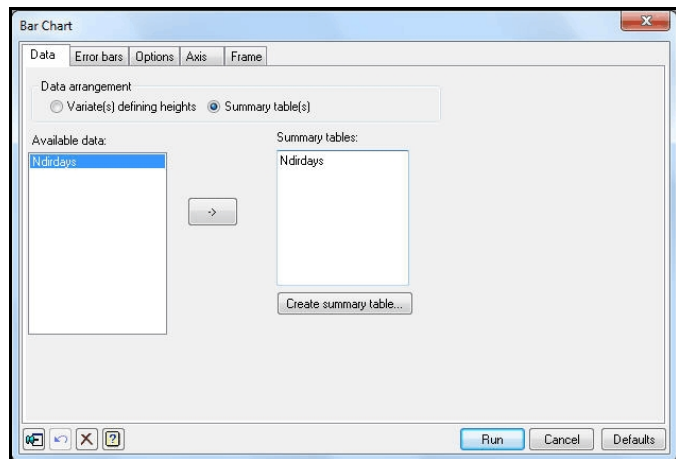 Bar Chart
Data Error bars Options Axis Frame
Data arrangement
Variate(s) defining heights Summary table(s)
Available data:
Summary tables:
Ndirdays
Ndirdays
->
Create summary table...
Run Cancel Defaults